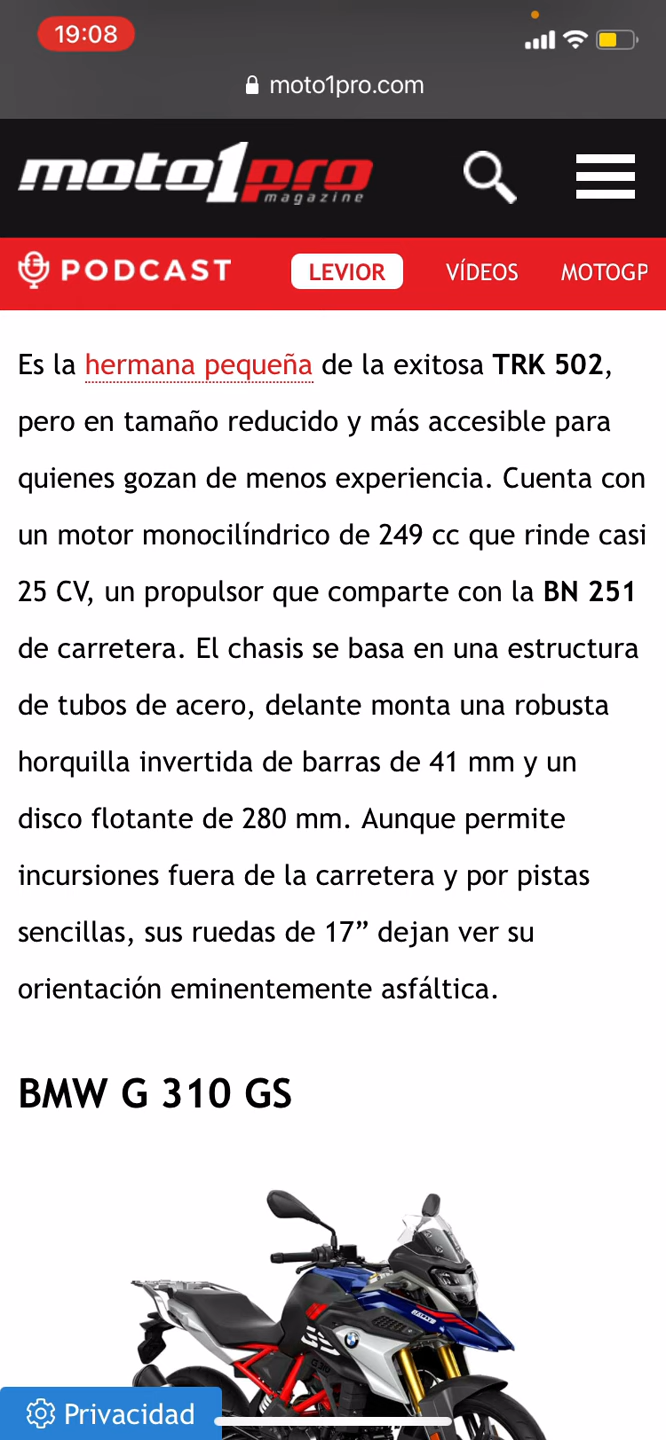 19:08
moto1pro.com
moto1pro
magazine
PODCAST LEVIOR VÍDEOS MOTOGP
Es la hermana pequeña de la exitosa TRK 502,
pero en tamaño reducido y más accesible para
quienes gozan de menos experiencia. Cuenta con
un motor monocilíndrico de 249 cc que rinde casi
25 CV, un propulsor que comparte con la BN 251
de carretera. El chasis se basa en una estructura
de tubos de acero, delante monta una robusta
horquilla invertida de barras de 41 mm y un
disco flotante de 280 mm. Aunque permite
incursiones fuera de la carretera y por pistas
sencillas, sus ruedas de 17” dejan ver su
orientación eminentemente asfáltica.
BMW G 310 GS
RALLYE
GS
Privacidad